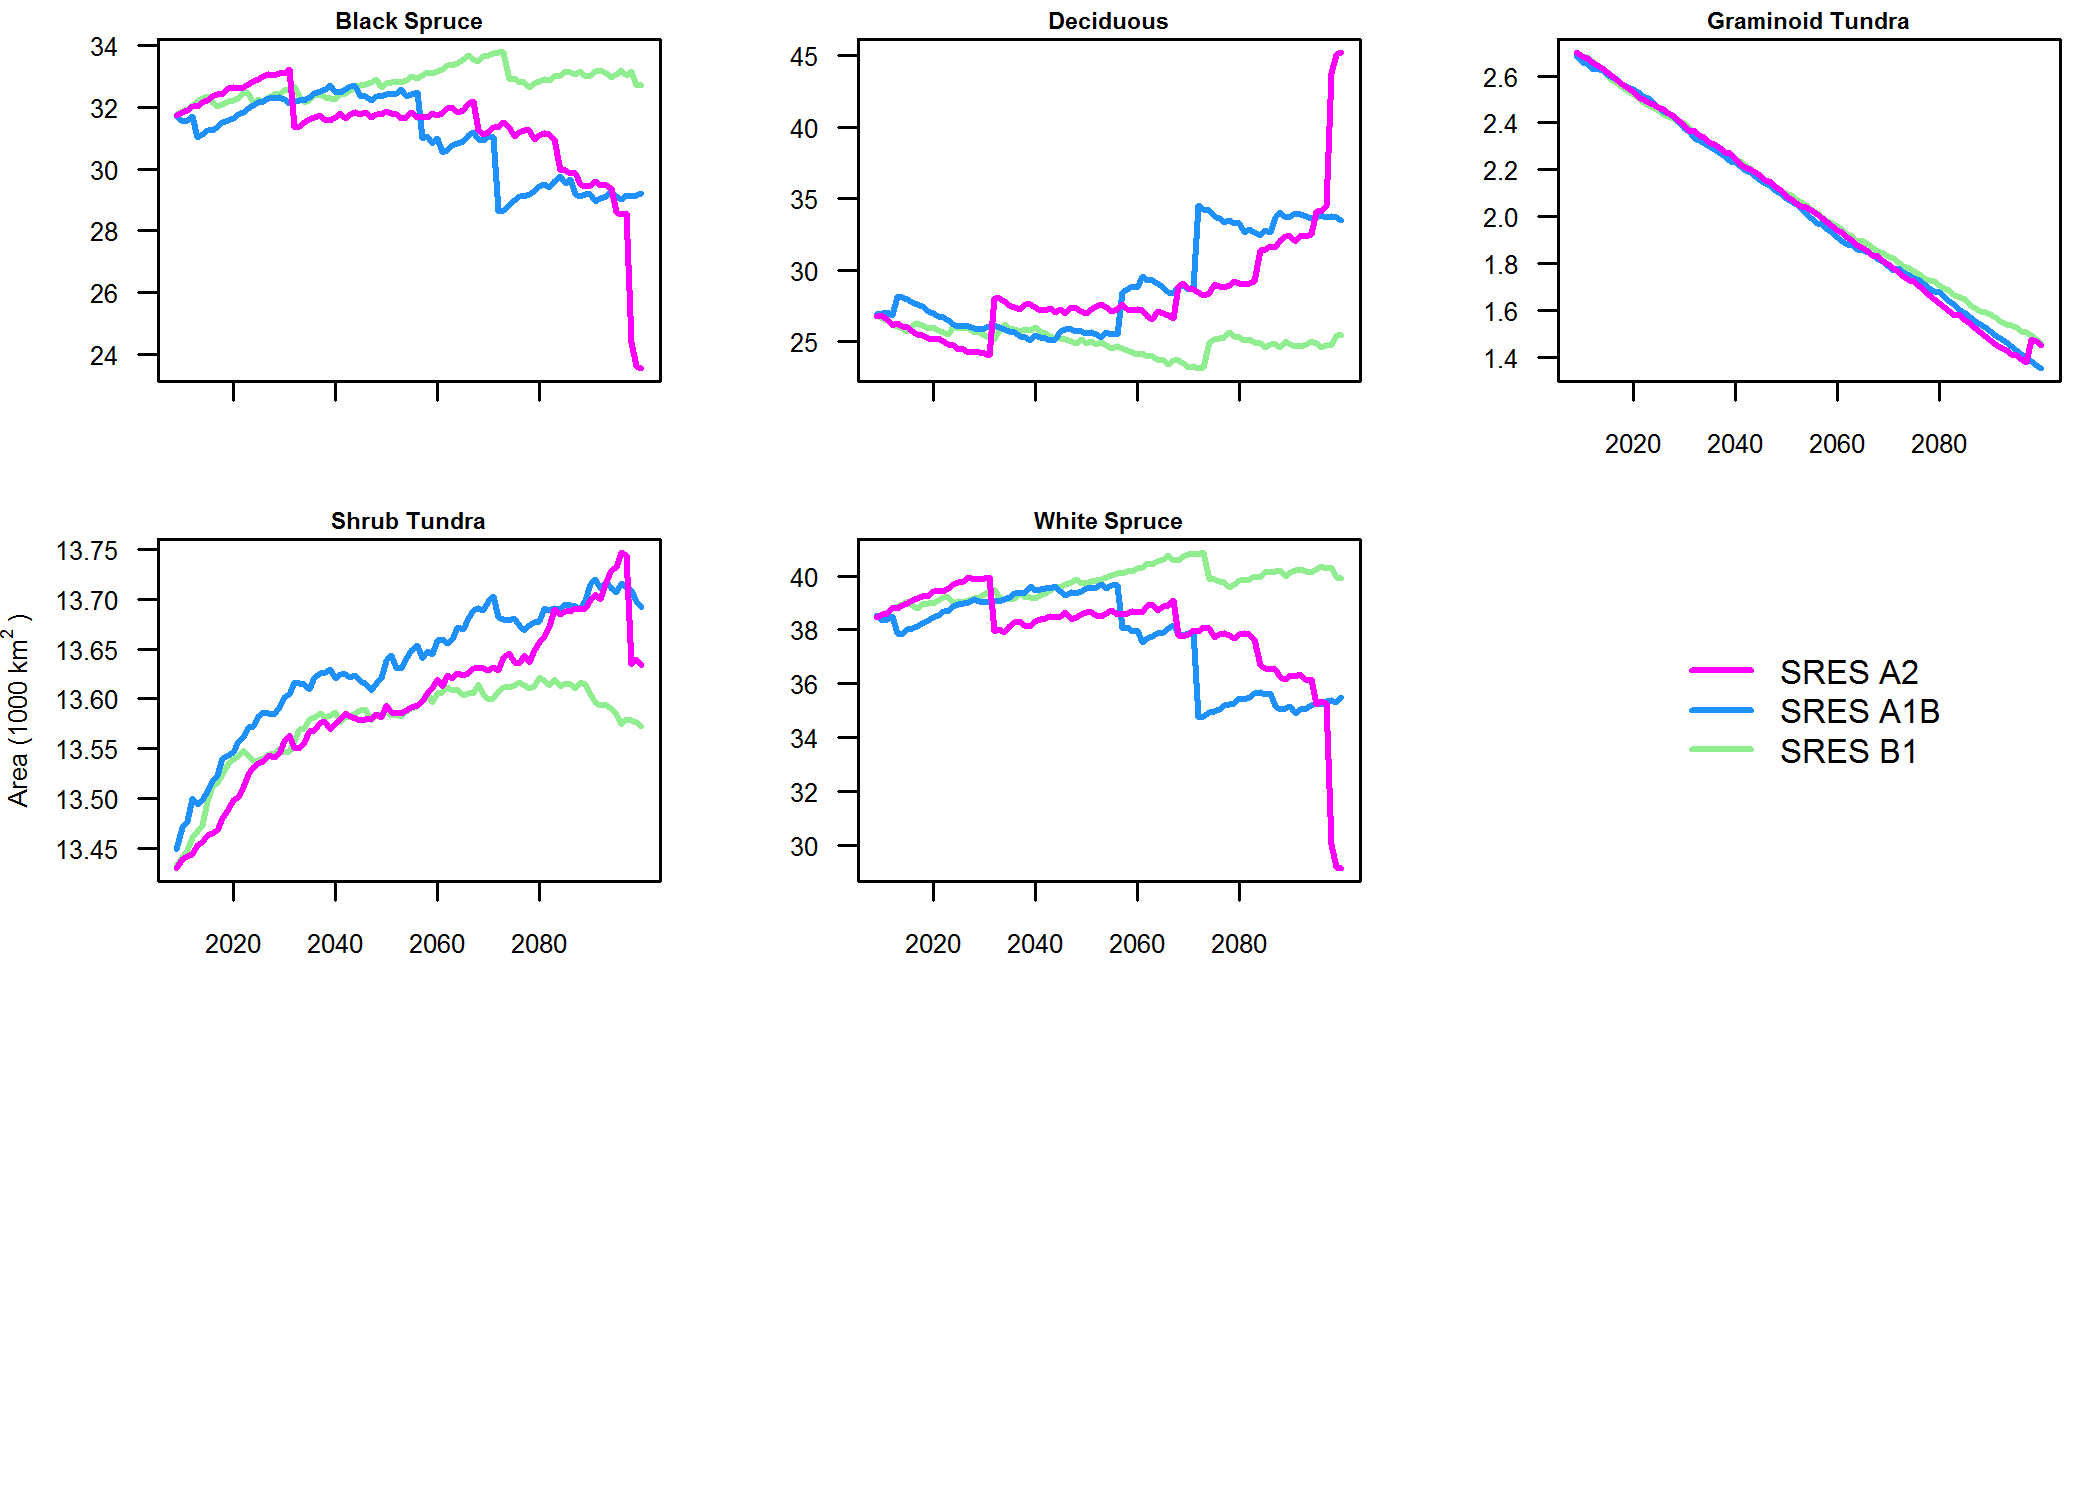 Black Spruce
Deciduous
Graminoid Tundra
34
32
30
28
26
24
45
40
35
30
25
2.6
2.4
2.2
2.0
1.8
1.6
1.4
2020 2040 2060 2080
Shrub Tundra
White Spruce
Area (1000 km²)
13.75
13.70
13.65
13.60
13.55
13.50
13.45
2020 2040 2060 2080
40
38
36
34
32
30
2020 2040 2060 2080
SRES A2
SRES A1B
SRES B1